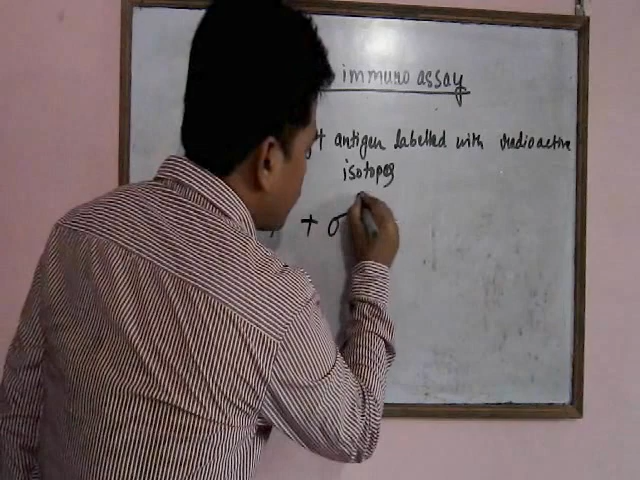 immuno assay
+ antigen labelled with radioactive
isotopes
+ σ